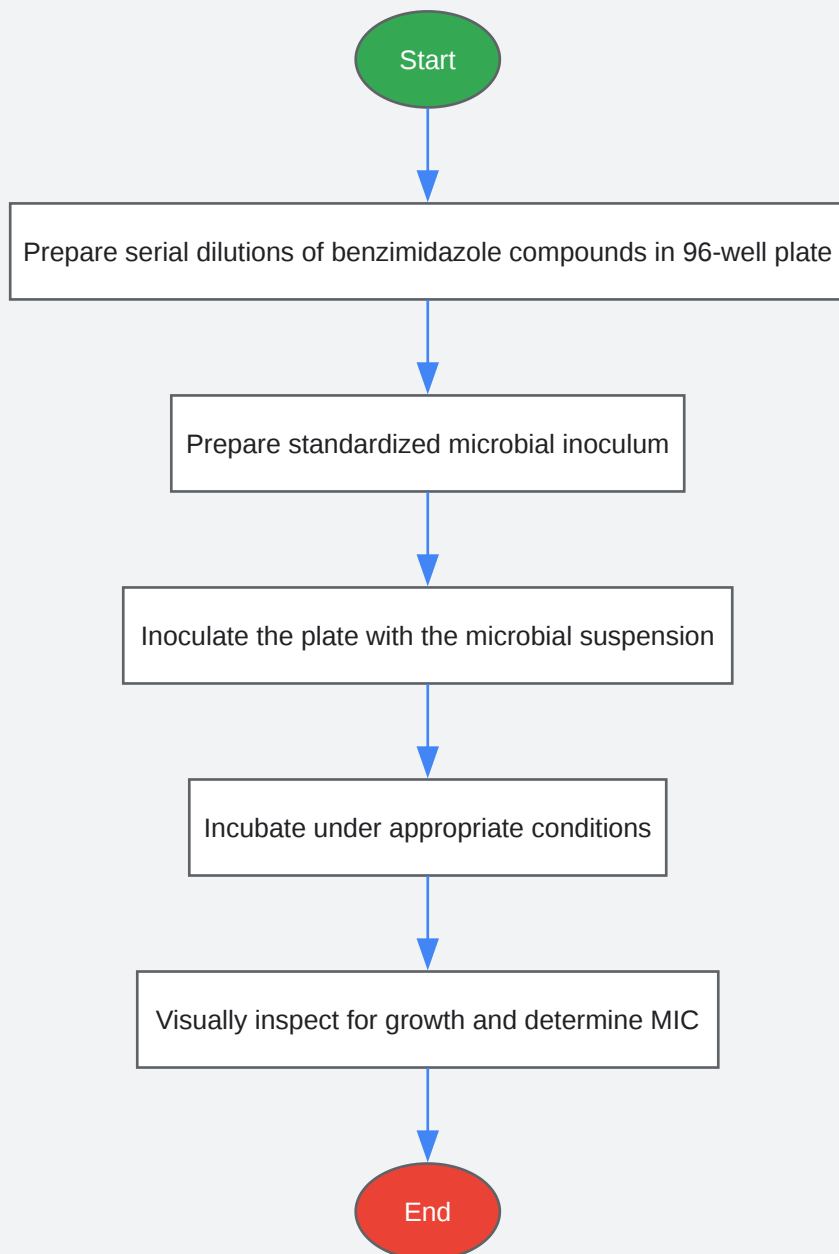 Start
Prepare serial dilutions of benzimidazole compounds in 96-well plate
Prepare standardized microbial inoculum
Inoculate the plate with the microbial suspension
Incubate under appropriate conditions
Visually inspect for growth and determine MIC
End